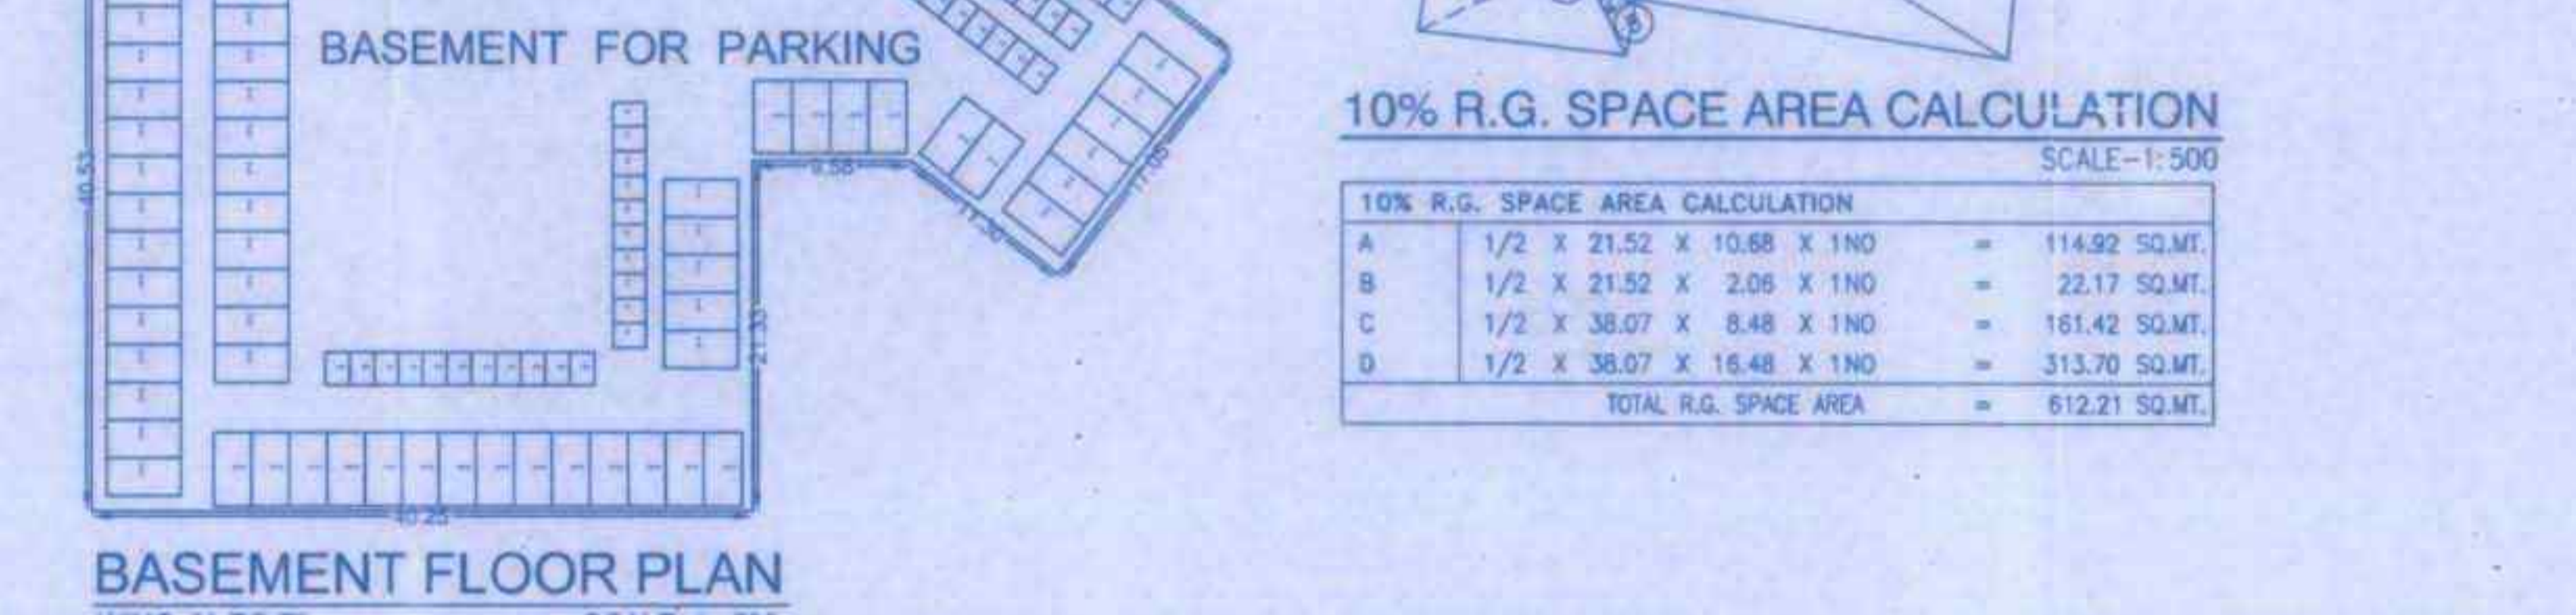 BASEMENT FOR PARKING
40.53
9.58
17.30
17.05
21.33
40.25
BASEMENT FLOOR PLAN
B
10% R.G. SPACE AREA CALCULATION
SCALE-1:500
10% R.G. SPACE AREA CALCULATION
A 1/2 X 21.52 X 10.68 X 1NO = 114.92 SQ.MT.
B 1/2 X 21.52 X 2.06 X 1NO = 22.17 SQ.MT.
C 1/2 X 38.07 X 8.48 X 1NO = 161.42 SQ.MT.
D 1/2 X 38.07 X 16.48 X 1NO = 313.70 SQ.MT.
TOTAL R.G. SPACE AREA = 612.21 SQ.MT.